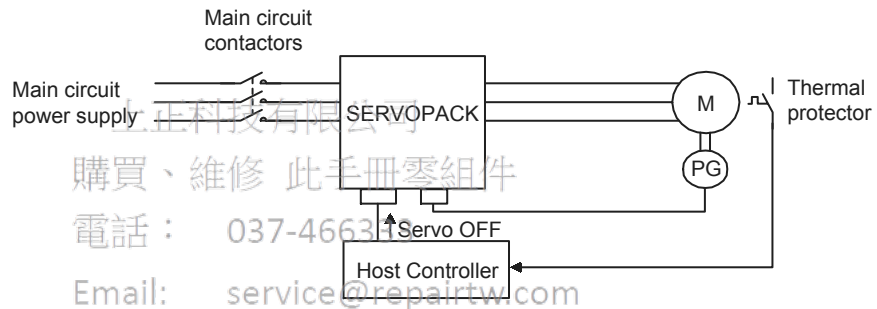 Main circuit
contactors
Main circuit
power supply
SERVOPACK
M
Thermal
protector
PG
Servo OFF
Host Controller
上正科技有限公司
購買、維修 此手冊零組件
電話： 037-466333
Email: service@repairtw.com